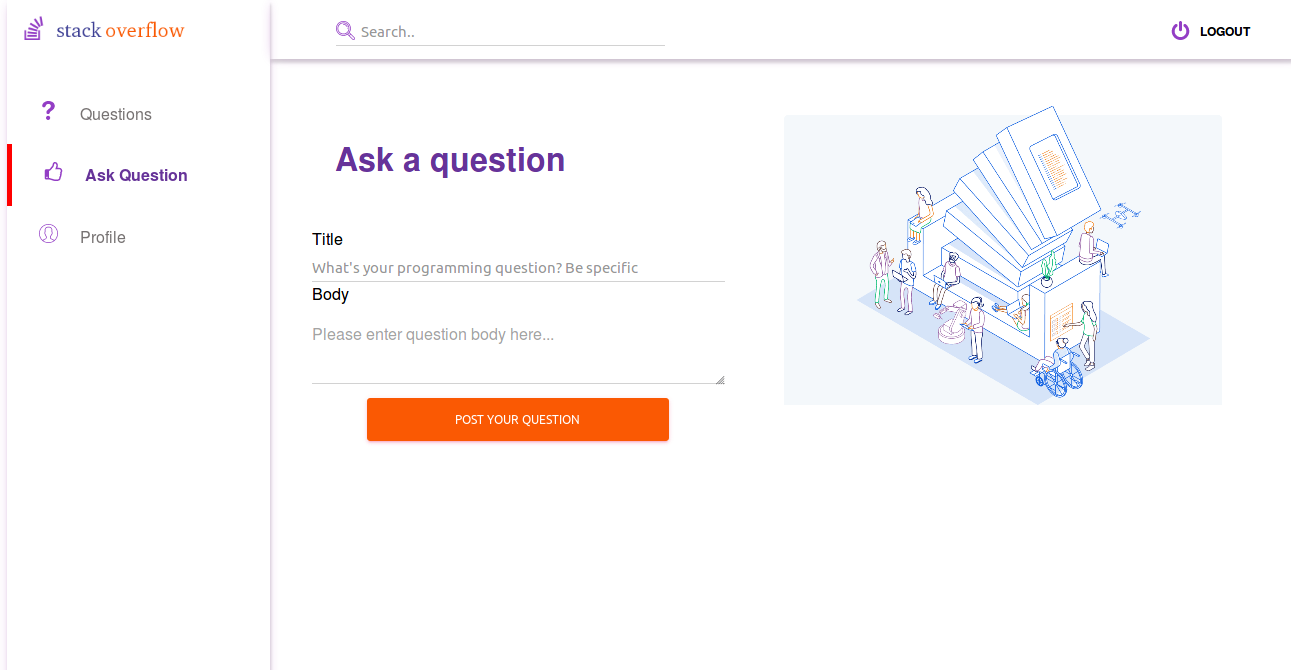 stack overflow
Search..
LOGOUT
Questions
Ask Question
Profile
Ask a question
Title
What's your programming question? Be specific
Body
Please enter question body here...
POST YOUR QUESTION